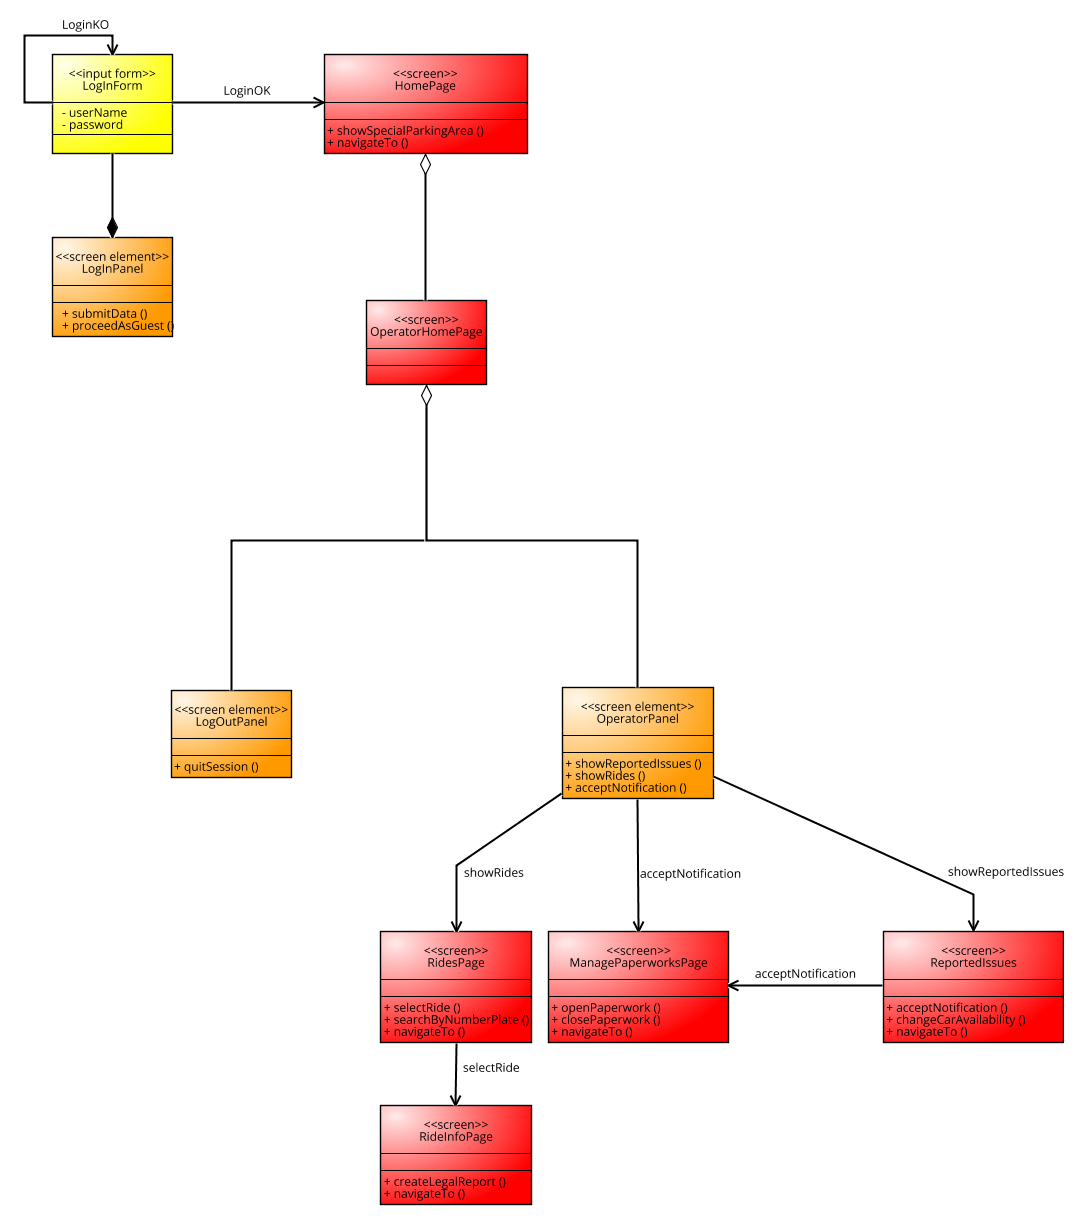 LoginKO
<<input form>>
LogInForm
- userName
- password
LoginOK
<<screen>>
HomePage
+ showSpecialParkingArea ()
+ navigateTo ()
<<screen element>>
LogInPanel
+ submitData ()
+ proceedAsGuest ()
<<screen>>
OperatorHomePage
<<screen element>>
LogOutPanel
+ quitSession ()
<<screen element>>
OperatorPanel
+ showReportedIssues ()
+ showRides ()
+ acceptNotification ()
showRides
acceptNotification
showReportedIssues
<<screen>>
RidesPage
+ selectRide ()
+ searchByNumberPlate ()
+ navigateTo ()
<<screen>>
ManagePaperworksPage
+ openPaperwork ()
+ closePaperwork ()
+ navigateTo ()
acceptNotification
<<screen>>
ReportedIssues
+ acceptNotification ()
+ changeCarAvailability ()
+ navigateTo ()
selectRide
<<screen>>
RideInfoPage
+ createLegalReport ()
+ navigateTo ()